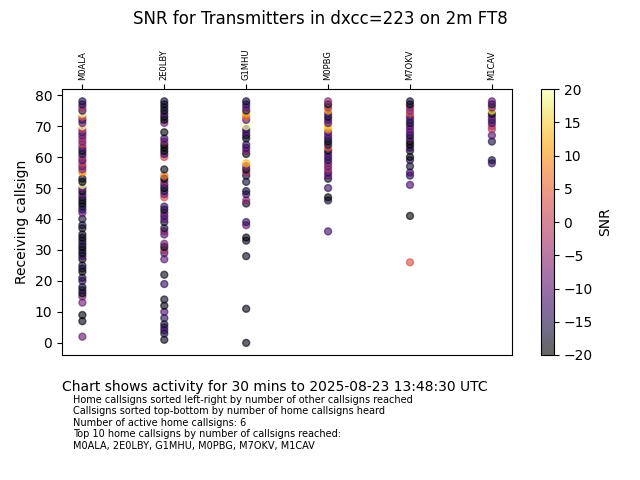 SNR for Transmitters in dxcc=223 on 2m FT8
M0ALA
2E0LBY
G1MHU
M0PBG
M7OKV
M1CAV
80
70
60
50
40
30
20
10
0
Receiving callsign
20
15
10
5
0
−5
−10
−15
−20
SNR
Chart shows activity for 30 mins to 2025-08-23 13:48:30 UTC
Home callsigns sorted left-right by number of other callsigns reached
Callsigns sorted top-bottom by number of home callsigns heard
Number of active home callsigns: 6
Top 10 home callsigns by number of callsigns reached:
M0ALA, 2E0LBY, G1MHU, M0PBG, M7OKV, M1CAV